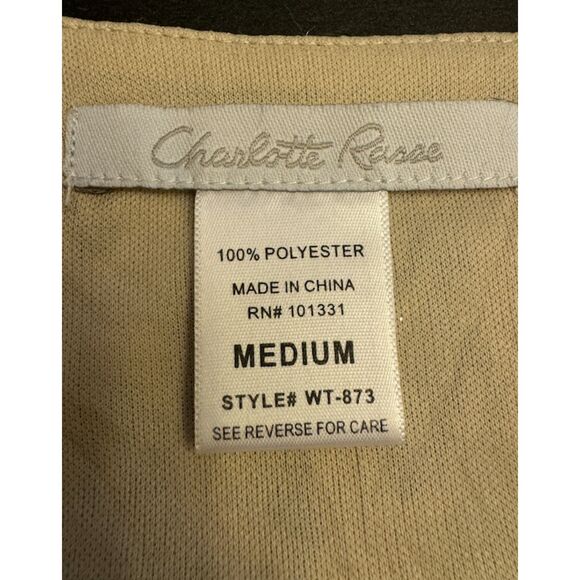 Charlotte Russe
100% POLYESTER
MADE IN CHINA
RN# 101331
MEDIUM
STYLE# WT-873
SEE REVERSE FOR CARE